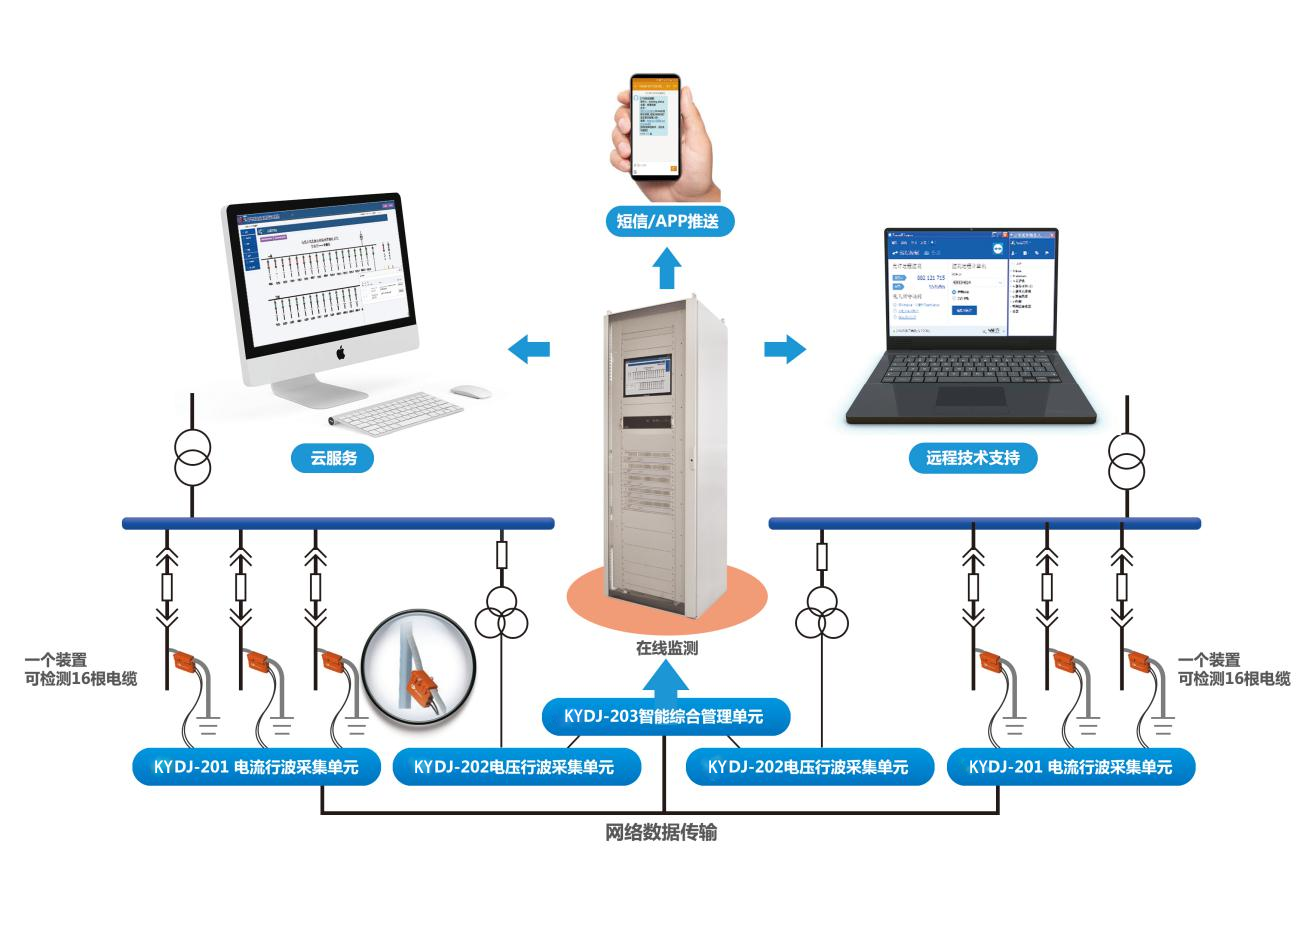 短信/APP推送
云服务
远程技术支持
882 121 715
在线监测
一个装置
可检测16根电缆
一个装置
可检测16根电缆
KYDJ-203智能综合管理单元
KYDJ-201 电流行波采集单元
KYDJ-202电压行波采集单元
KYDJ-202电压行波采集单元
KYDJ-201 电流行波采集单元
网络数据传输